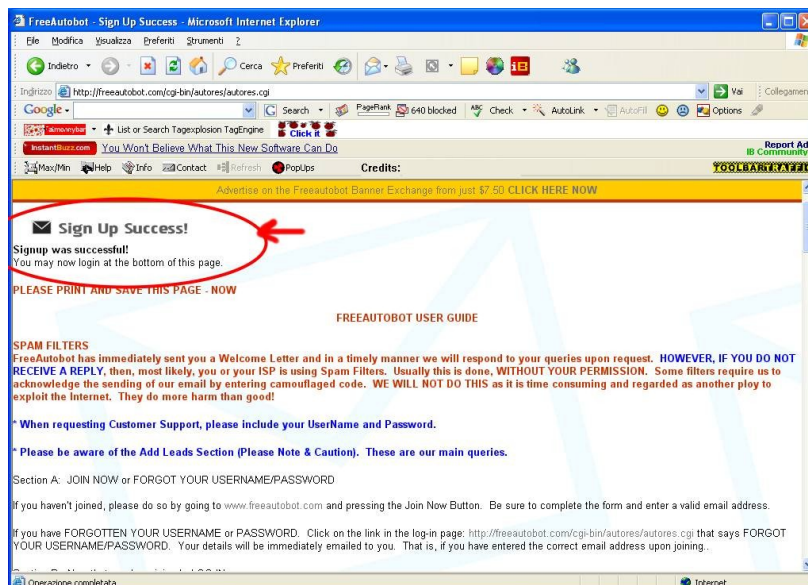 FreeAutobot - Sign Up Success - Microsoft Internet Explorer
File Modifica Visualizza Preferiti Strumenti ?
Indietro Cerca Preferiti
Indirizzo http://freeautobot.com/cgi-bin/autores/autores.cgi Vai Collegamen
Google Search PageRank 640 blocked Check AutoLink AutoFill Options
List or Search Tagexplosion TagEngine Click it
InstantBuzz.com You Won't Believe What This New Software Can Do Report Ad
IB Community
Max/Min Help Info Contact Refresh PopUps Credits: TOOLBARTRAFFI
Advertise on the Freeautobot Banner Exchange from just $7.50 CLICK HERE NOW
Sign Up Success!
Signup was successful!
You may now login at the bottom of this page.
PLEASE PRINT AND SAVE THIS PAGE - NOW
FREEAUTOBOT USER GUIDE
SPAM FILTERS
FreeAutobot has immediately sent you a Welcome Letter and in a timely manner we will respond to your queries upon request. HOWEVER, IF YOU DO NOT
RECEIVE A REPLY, then, most likely, you or your ISP is using Spam Filters. Usually this is done, WITHOUT YOUR PERMISSION. Some filters require us to
acknowledge the sending of our email by entering camouflaged code. WE WILL NOT DO THIS as it is time consuming and regarded as another ploy to
exploit the Internet. They do more harm than good!
* When requesting Customer Support, please include your UserName and Password.
* Please be aware of the Add Leads Section (Please Note & Caution). These are our main queries.
Section A: JOIN NOW or FORGOT YOUR USERNAME/PASSWORD
If you haven't joined, please do so by going to www.freeautobot.com and pressing the Join Now Button. Be sure to complete the form and enter a valid email address.
If you have FORGOTTEN YOUR USERNAME or PASSWORD. Click on the link in the log-in page: http://freeautobot.com/cgi-bin/autores/autores.cgi that says FORGOT
YOUR USERNAME/PASSWORD. Your details will be immediately emailed to you. That is, if you have entered the correct email address upon joining..
Operazione completata Internet